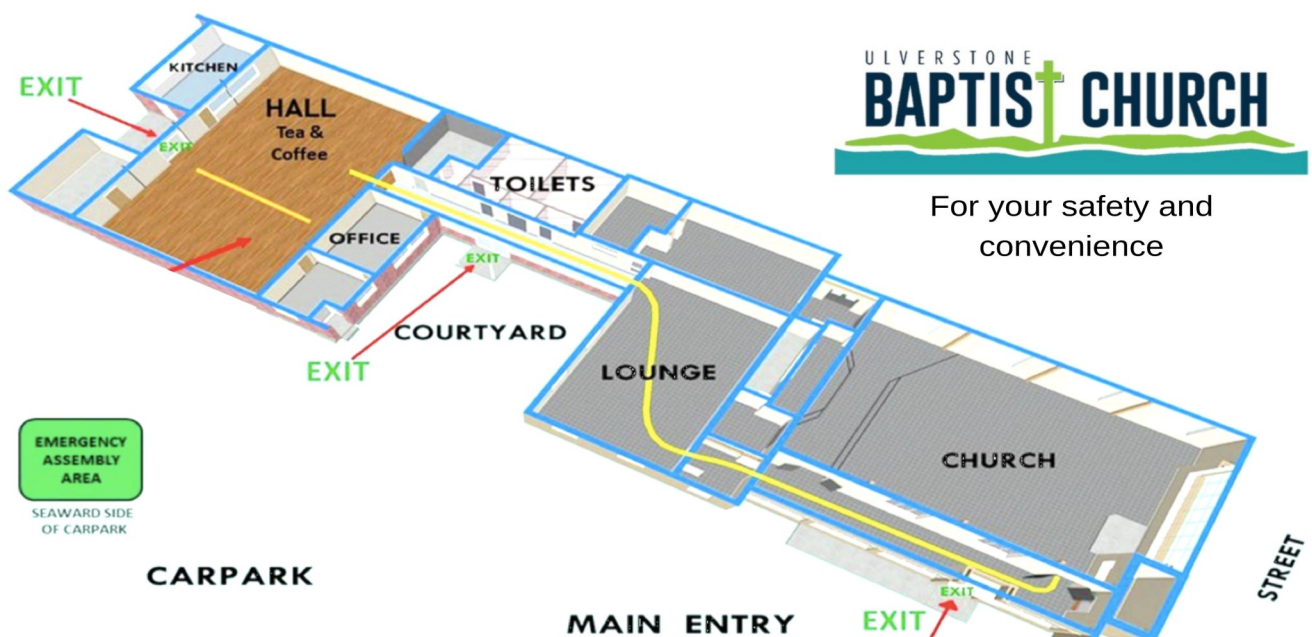 ULVERSTONE
BAPTIST CHURCH
For your safety and
convenience
KITCHEN
EXIT
HALL
Tea &
Coffee
EXIT
TOILETS
OFFICE
EXIT
COURTYARD
EXIT
LOUNGE
CHURCH
EMERGENCY
ASSEMBLY
AREA
SEAWARD SIDE
OF CARPARK
CARPARK
STREET
EXIT
EXIT
MAIN ENTRY